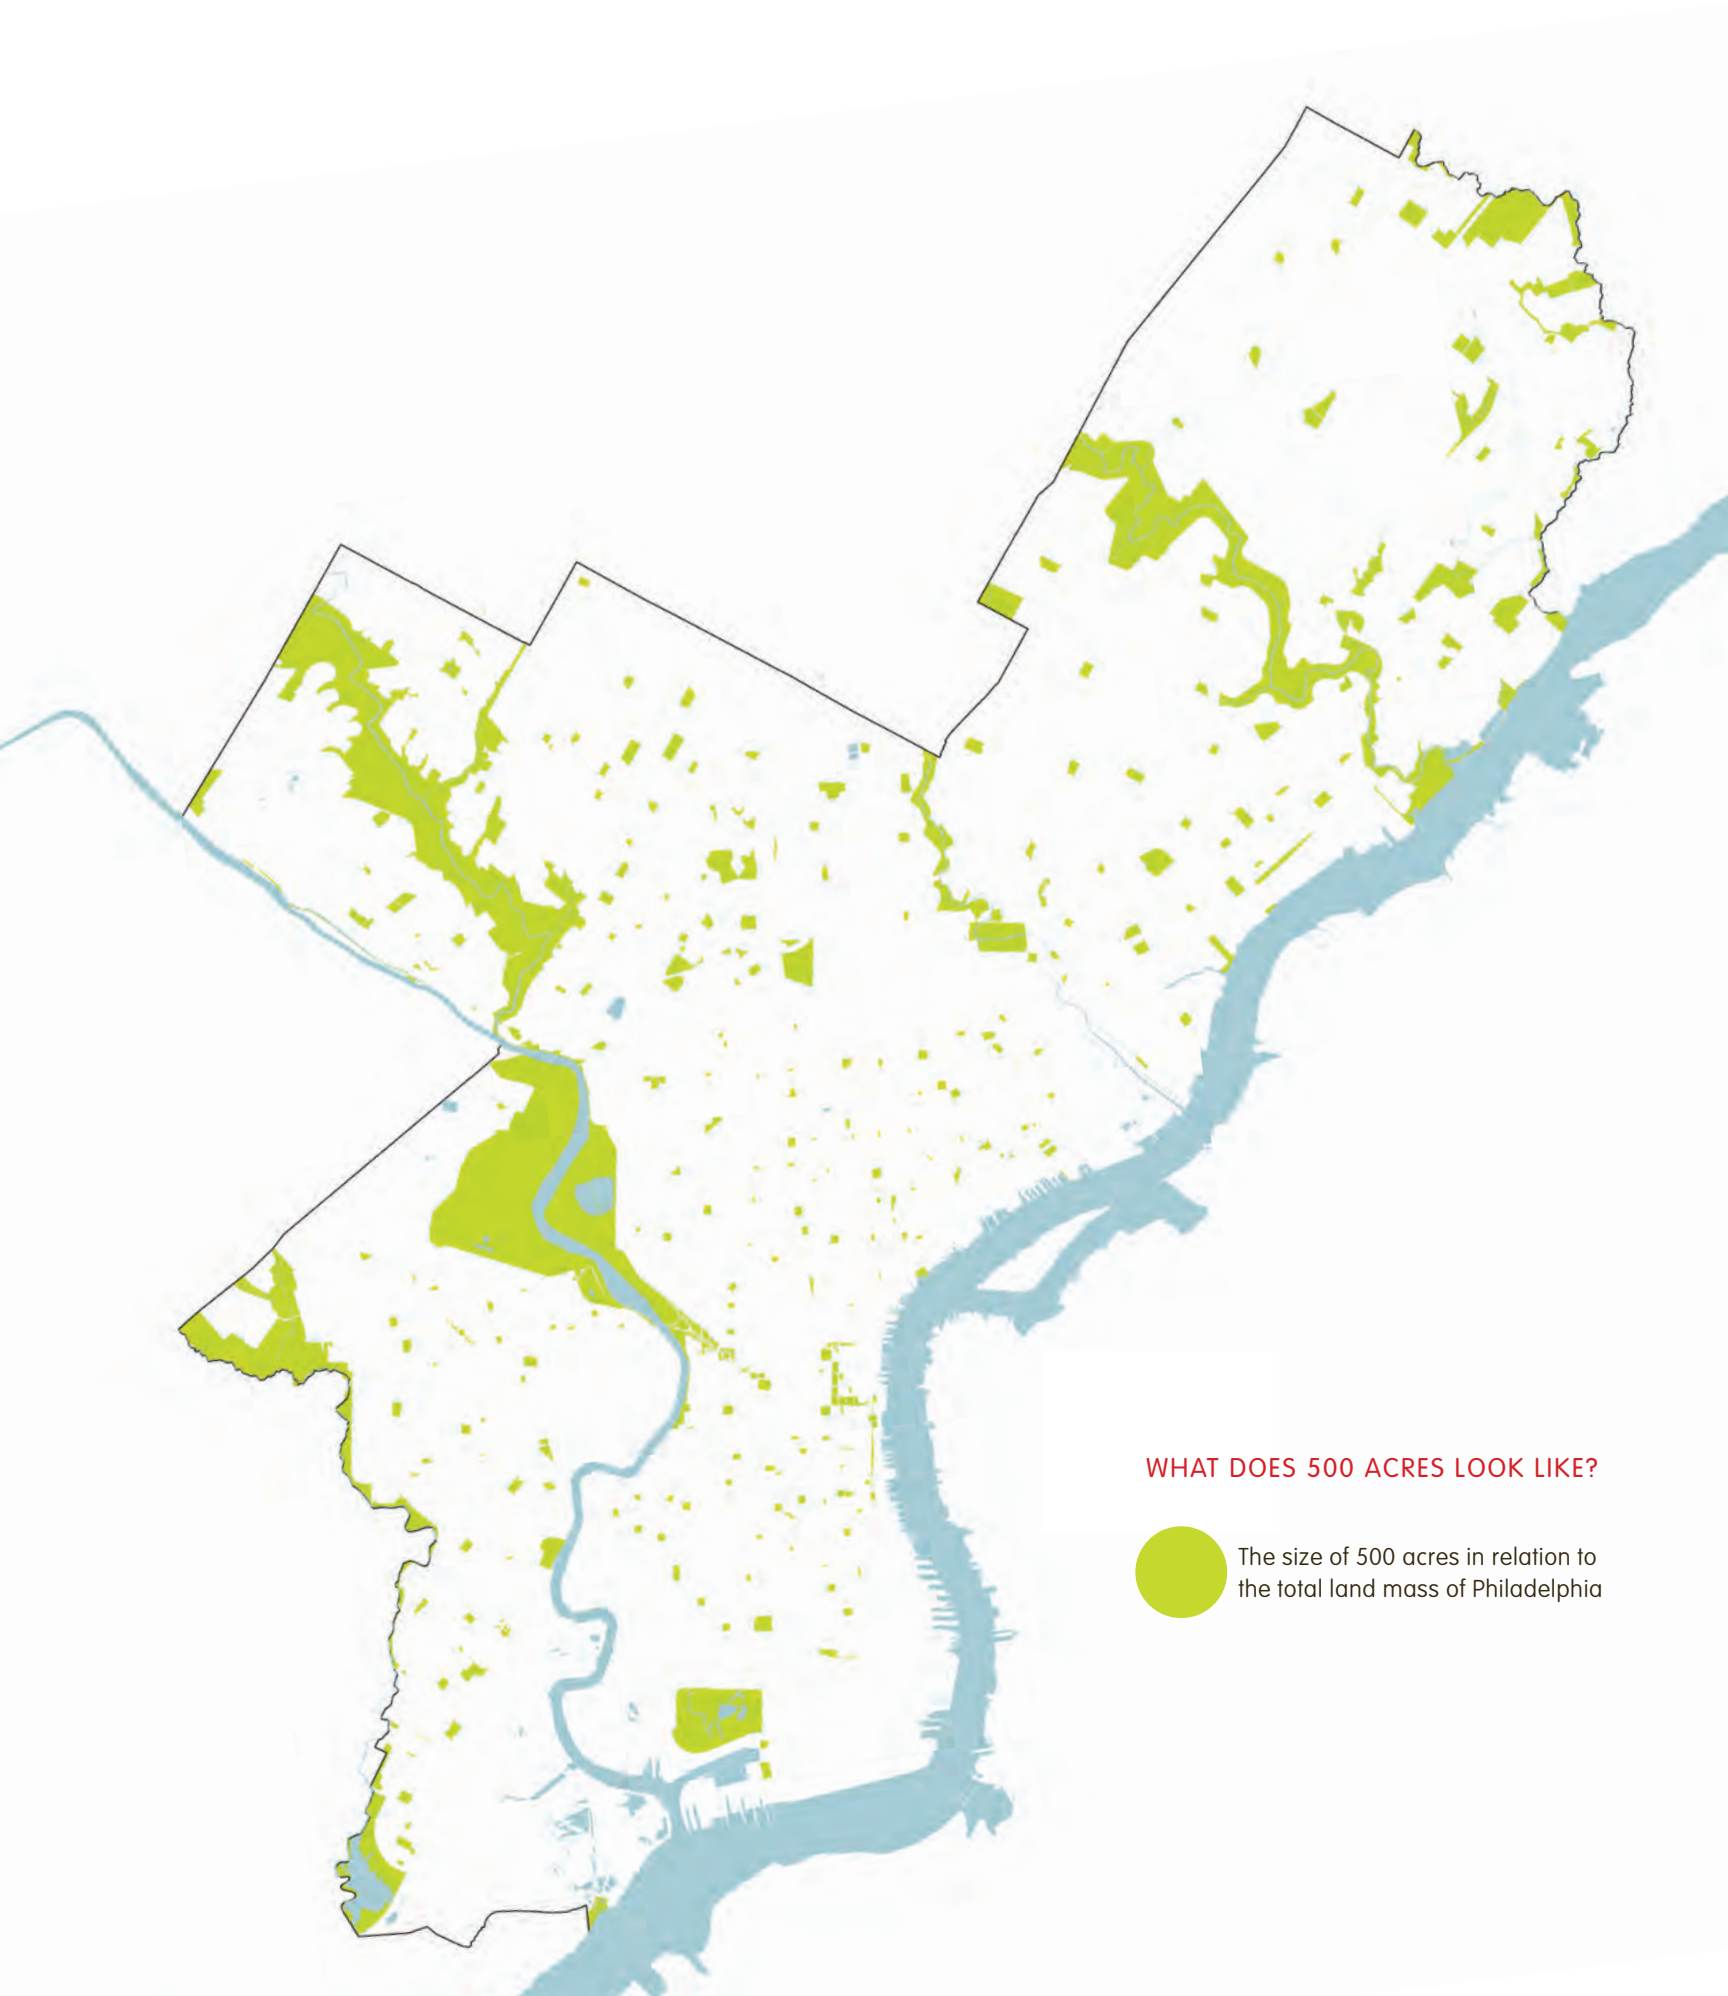 WHAT DOES 500 ACRES LOOK LIKE?
The size of 500 acres in relation to
the total land mass of Philadelphia